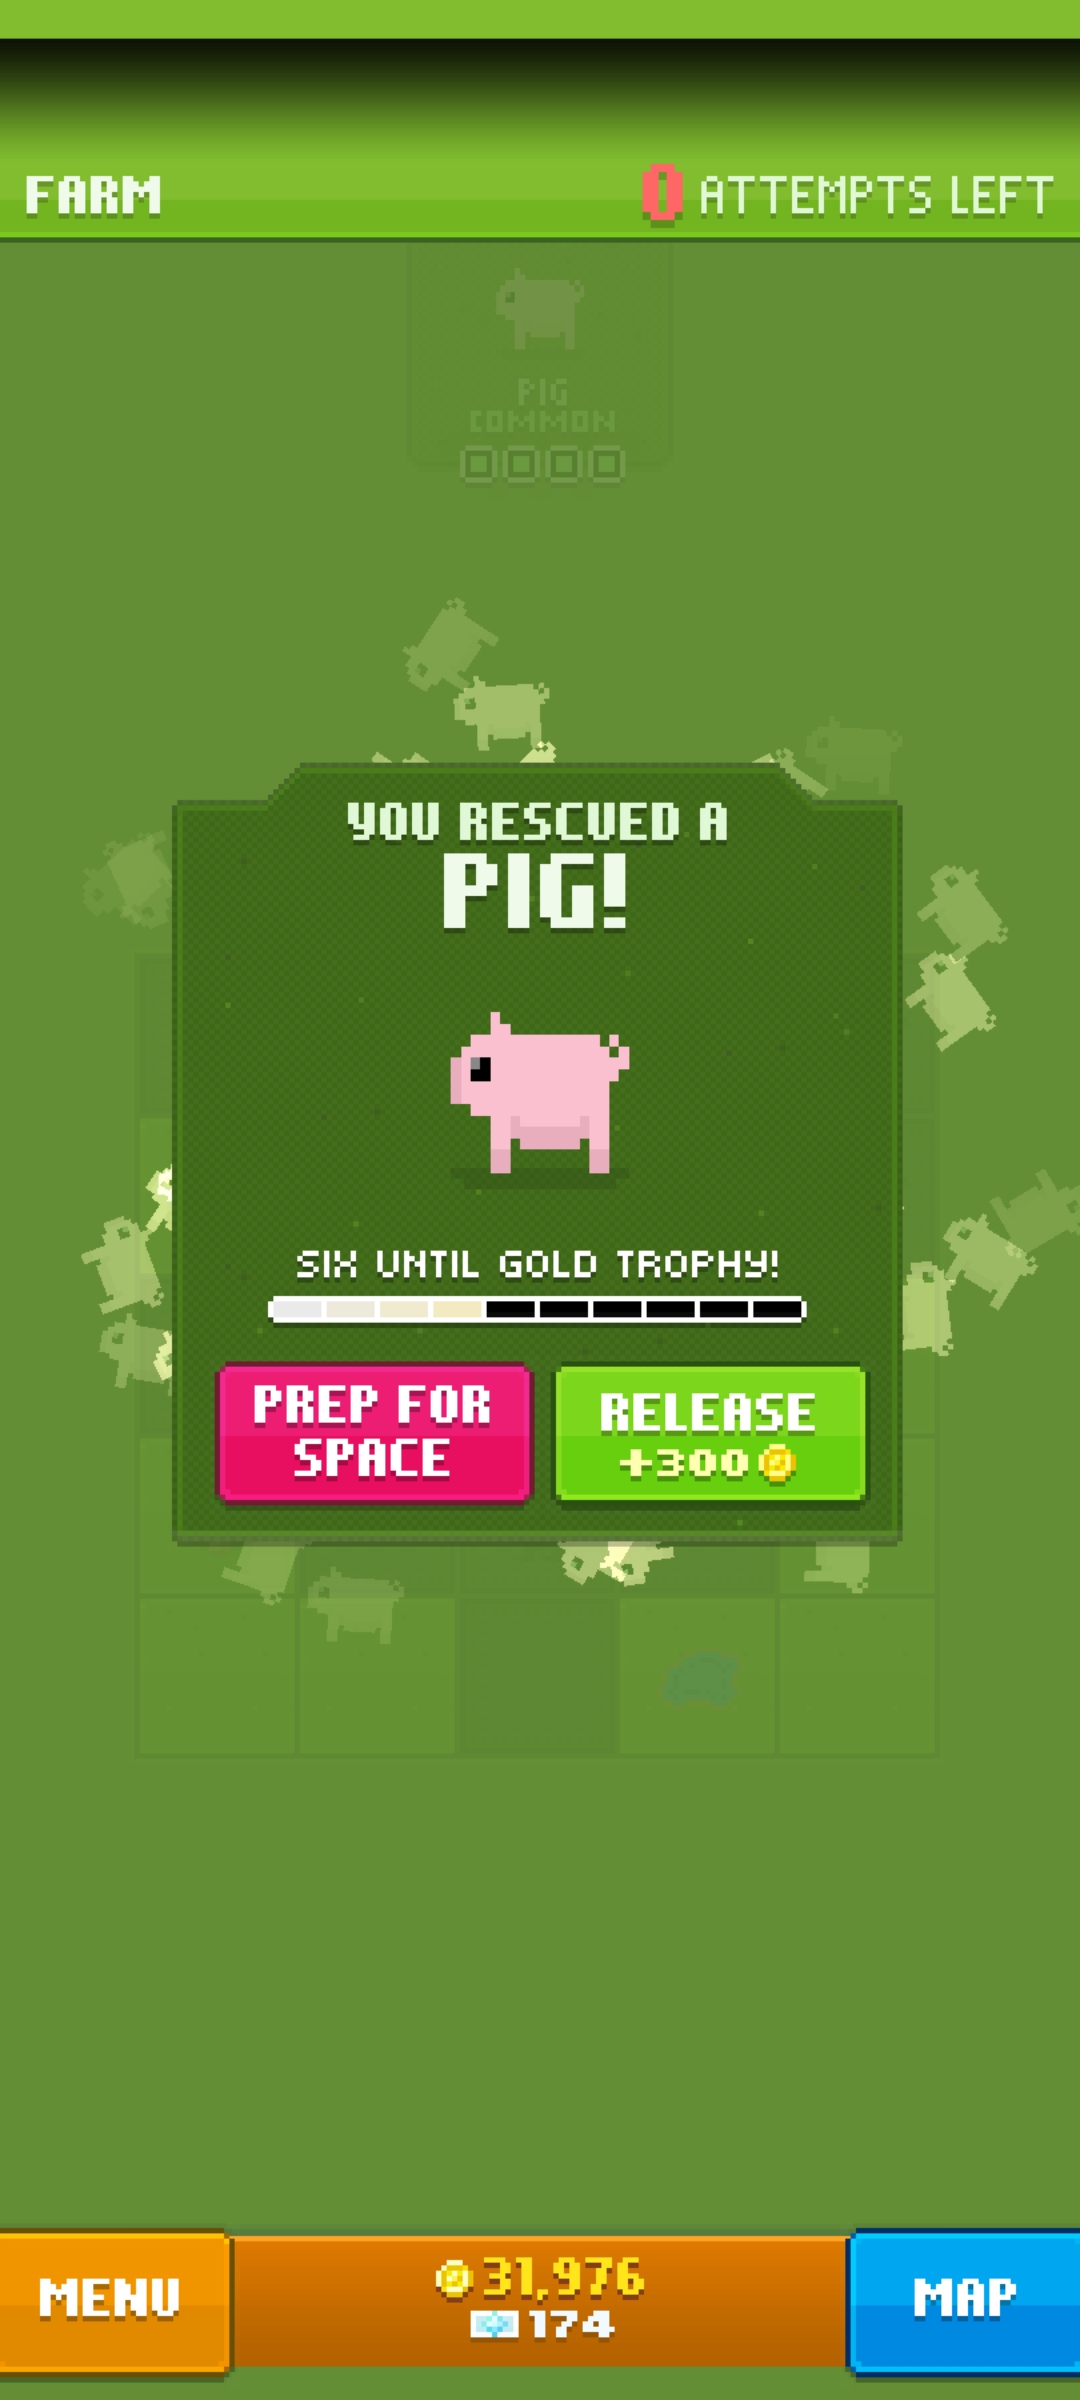 FARM
0 ATTEMPTS LEFT
PIG
COMMON
YOU RESCUED A
PIG!
SIX UNTIL GOLD TROPHY!
PREP FOR
SPACE
RELEASE
+300
MENU
31,976
174
MAP